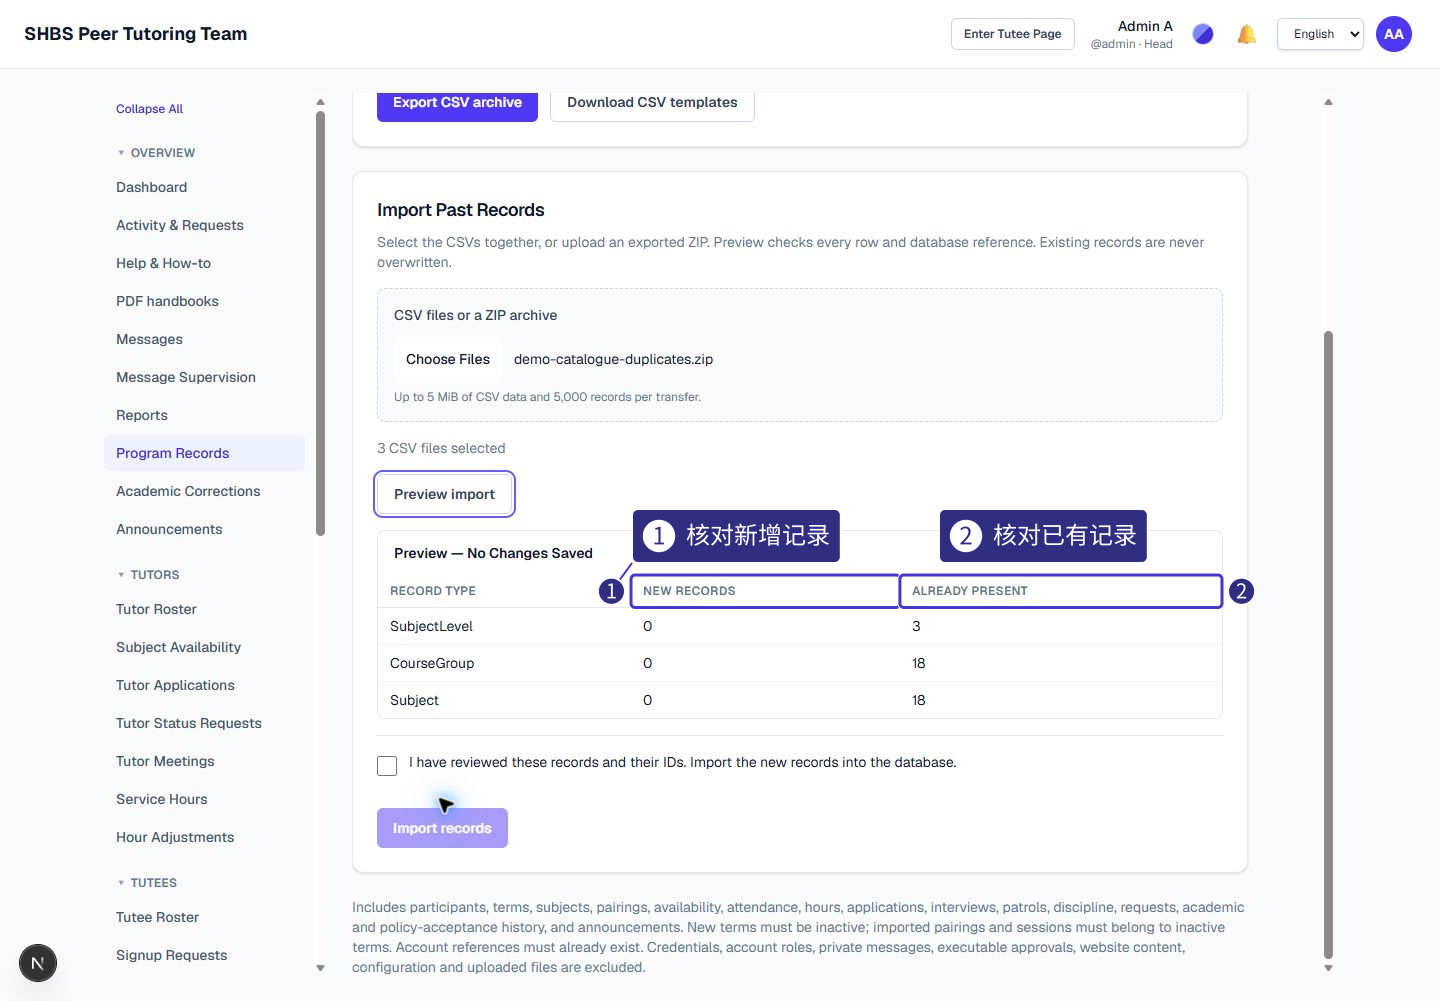 SHBS Peer Tutoring Team
Enter Tutee Page
Admin A
@admin · Head
English
AA
Collapse All
OVERVIEW
Dashboard
Activity & Requests
Help & How-to
PDF handbooks
Messages
Message Supervision
Reports
Program Records
Academic Corrections
Announcements
TUTORS
Tutor Roster
Subject Availability
Tutor Applications
Tutor Status Requests
Tutor Meetings
Service Hours
Hour Adjustments
TUTEES
Tutee Roster
Signup Requests
N
Export CSV archive
Download CSV templates
Import Past Records
Select the CSVs together, or upload an exported ZIP. Preview checks every row and database reference. Existing records are never
overwritten.
CSV files or a ZIP archive
Choose Files demo-catalogue-duplicates.zip
Up to 5 MiB of CSV data and 5,000 records per transfer.
3 CSV files selected
Preview import
1 核对新增记录
2 核对已有记录
Preview — No Changes Saved
RECORD TYPE 1 NEW RECORDS ALREADY PRESENT 2
SubjectLevel 0 3
CourseGroup 0 18
Subject 0 18
I have reviewed these records and their IDs. Import the new records into the database.
Import records
Includes participants, terms, subjects, pairings, availability, attendance, hours, applications, interviews, patrols, discipline, requests, academic
and policy-acceptance history, and announcements. New terms must be inactive; imported pairings and sessions must belong to inactive
terms. Account references must already exist. Credentials, account roles, private messages, executable approvals, website content,
configuration and uploaded files are excluded.